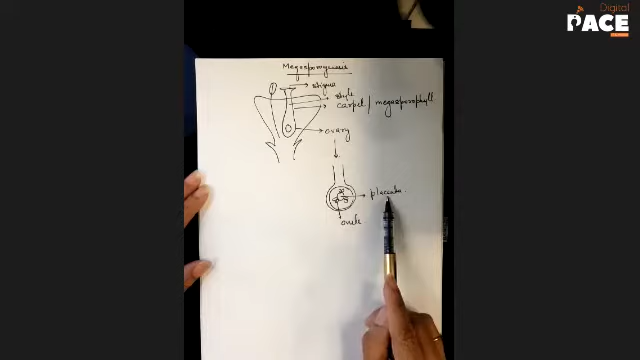 Digital
PACE
Megasporogenesis
stigma
style
carpel / megasporophyll
ovary
placenta
ovule